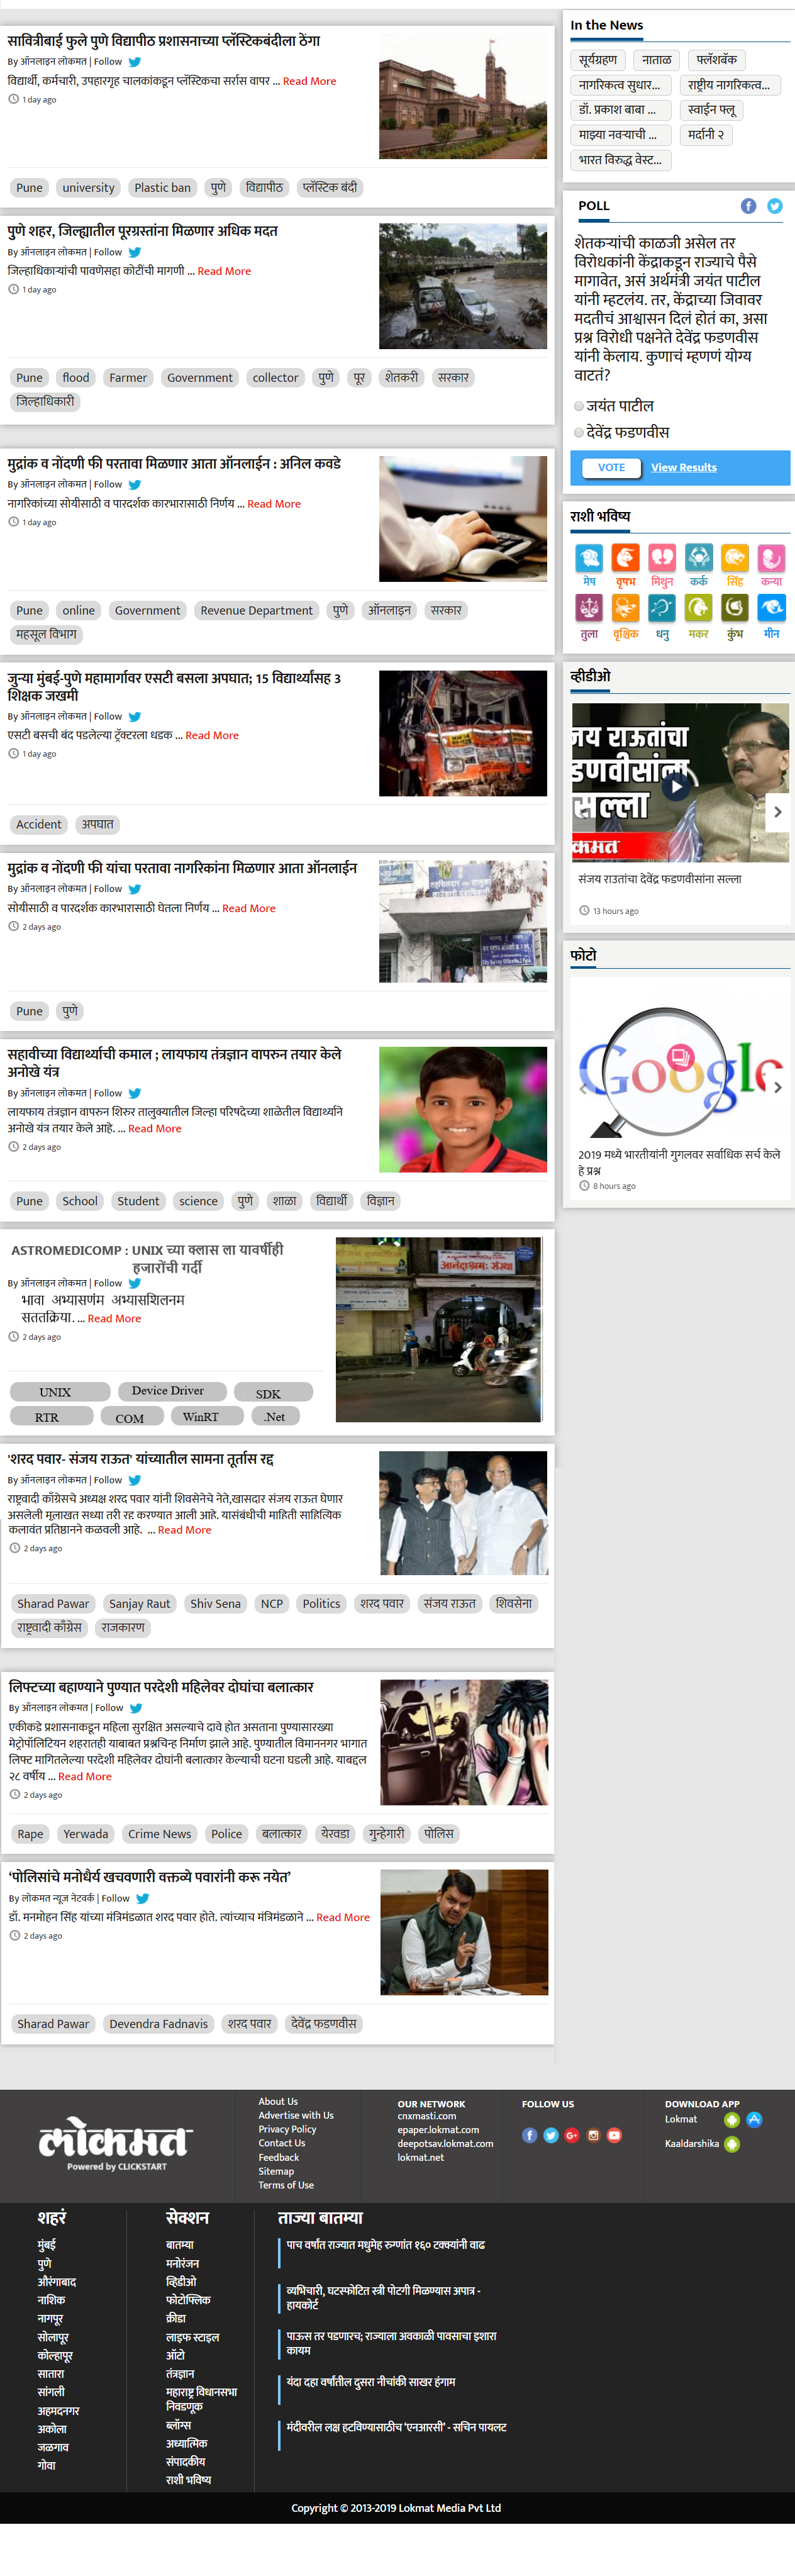 सावित्रीबाई फुले पुणे विद्यापीठ प्रशासनाच्या प्लॅस्टिकबंदीला ठेंगा
By ऑनलाइन लोकमत | Follow
विद्यार्थी, कर्मचारी, उपहारगृह चालकांकडून प्लॅस्टिकचा सर्रास वापर ... Read More
1 day ago
Pune university Plastic ban पुणे विद्यापीठ प्लॅस्टिक बंदी
पुणे शहर, जिल्ह्यातील पूरग्रस्तांना मिळणार अधिक मदत
By ऑनलाइन लोकमत | Follow
जिल्हाधिकाऱ्यांची पावणेसहा कोटींची मागणी ... Read More
1 day ago
Pune flood Farmer Government collector पुणे पूर शेतकरी सरकार
जिल्हाधिकारी
मुद्रांक व नोंदणी फी परतावा मिळणार आता ऑनलाईन : अनिल कवडे
By ऑनलाइन लोकमत | Follow
नागरिकांच्या सोयीसाठी व पारदर्शक कारभारासाठी निर्णय ... Read More
1 day ago
Pune online Government Revenue Department पुणे ऑनलाइन सरकार
महसूल विभाग
जुन्या मुंबई-पुणे महामार्गावर एसटी बसला अपघात; 15 विद्यार्थ्यांसह 3
शिक्षक जखमी
By ऑनलाइन लोकमत | Follow
एसटी बसची बंद पडलेल्या ट्रॅक्टरला धडक ... Read More
1 day ago
Accident अपघात
मुद्रांक व नोंदणी फी यांचा परतावा नागरिकांना मिळणार आता ऑनलाईन
By ऑनलाइन लोकमत | Follow
सोयीसाठी व पारदर्शक कारभारासाठी घेतला निर्णय ... Read More
2 days ago
Pune पुणे
सहावीच्या विद्यार्थ्याची कमाल ; लायफाय तंत्रज्ञान वापरुन तयार केले
अनोखे यंत्र
By ऑनलाइन लोकमत | Follow
लायफाय तंत्रज्ञान वापरुन शिरुर तालुक्यातील जिल्हा परिषदेच्या शाळेतील विद्यार्थ्याने
अनोखे यंत्र तयार केले आहे. ... Read More
2 days ago
Pune School Student science पुणे शाळा विद्यार्थी विज्ञान
ASTROMEDICOMP : UNIX च्या क्लास ला यावर्षीही
हजारोंची गर्दी
By ऑनलाइन लोकमत | Follow
भावा अभ्यासणंम अभ्यासशिलनम
सततक्रिया. ... Read More
2 days ago
आनंदाश्रम संस्था
UNIX Device Driver SDK
RTR COM WinRT .Net
'शरद पवार- संजय राऊत' यांच्यातील सामना तूर्तास रद्द
By ऑनलाइन लोकमत | Follow
राष्ट्रवादी काँग्रेसचे अध्यक्ष शरद पवार यांनी शिवसेनेचे नेते,खासदार संजय राऊत घेणार
असलेली मुलाखत सध्या तरी रद्द करण्यात आली आहे. यासंबंधीची माहिती साहित्यिक
कलावंत प्रतिष्ठानने कळवली आहे. ... Read More
2 days ago
Sharad Pawar Sanjay Raut Shiv Sena NCP Politics शरद पवार संजय राऊत शिवसेना
राष्ट्रवादी काँग्रेस राजकारण
लिफ्टच्या बहाण्याने पुण्यात परदेशी महिलेवर दोघांचा बलात्कार
By ऑनलाइन लोकमत | Follow
एकीकडे प्रशासनाकडून महिला सुरक्षित असल्याचे दावे होत असताना पुण्यासारख्या
मेट्रोपॉलिटियन शहरातही याबाबत प्रश्नचिन्ह निर्माण झाले आहे. पुण्यातील विमाननगर भागात
लिफ्ट मागितलेल्या परदेशी महिलेवर दोघांनी बलात्कार केल्याची घटना घडली आहे. याबद्दल
२८ वर्षीय ... Read More
2 days ago
Rape Yerwada Crime News Police बलात्कार येरवडा गुन्हेगारी पोलिस
‘पोलिसांचे मनोधैर्य खचवणारी वक्तव्ये पवारांनी करू नयेत’
By लोकमत न्यूज नेटवर्क | Follow
डॉ. मनमोहन सिंह यांच्या मंत्रिमंडळात शरद पवार होते. त्यांच्याच मंत्रिमंडळाने ... Read More
2 days ago
Sharad Pawar Devendra Fadnavis शरद पवार देवेंद्र फडणवीस
In the News
सूर्यग्रहण नाताळ फ्लॅशबॅक
नागरिकत्व सुधार... राष्ट्रीय नागरिकत्व...
डॉ. प्रकाश बाबा ... स्वाईन फ्लू
माझ्या नवऱ्याची ... मर्दानी २
भारत विरुद्ध वेस्ट...
POLL
शेतकऱ्यांची काळजी असेल तर
विरोधकांनी केंद्राकडून राज्याचे पैसे
मागावेत, असं अर्थमंत्री जयंत पाटील
यांनी म्हटलंय. तर, केंद्राच्या जिवावर
मदतीचं आश्वासन दिलं होतं का, असा
प्रश्न विरोधी पक्षनेते देवेंद्र फडणवीस
यांनी केलाय. कुणाचं म्हणणं योग्य
वाटतं?
जयंत पाटील
देवेंद्र फडणवीस
VOTE View Results
राशी भविष्य
मेष वृषभ मिथुन कर्क सिंह कन्या
तुला वृश्चिक धनु मकर कुंभ मीन
व्हीडीओ
जय राऊतांचा
डणवीसांना
सल्ला
कमत
संजय राउतांचा देवेंद्र फडणवीसांना सल्ला
13 hours ago
फोटो
Google
2019 मध्ये भारतीयांनी गुगलवर सर्वाधिक सर्च केले
हे प्रश्न
8 hours ago
लोकमत
Powered by CLICKSTART
About Us
Advertise with Us
Privacy Policy
Contact Us
Feedback
Sitemap
Terms of Use
OUR NETWORK
cnxmasti.com
epaper.lokmat.com
deepotsav.lokmat.com
lokmat.net
FOLLOW US
DOWNLOAD APP
Lokmat
Kaaldarshika
शहरं
मुंबई
पुणे
औरंगाबाद
नाशिक
नागपूर
सोलापूर
कोल्हापूर
सातारा
सांगली
अहमदनगर
अकोला
जळगाव
गोवा
सेक्शन
बातम्या
मनोरंजन
व्हिडीओ
फोटोफ्लिक
क्रीडा
लाइफ स्टाइल
ऑटो
तंत्रज्ञान
महाराष्ट्र विधानसभा
निवडणूक
ब्लॉग्स
अध्यात्मिक
संपादकीय
राशी भविष्य
ताज्या बातम्या
पाच वर्षात राज्यात मधुमेह रुग्णांत १६० टक्क्यांनी वाढ
व्यभिचारी, घटस्फोटित स्त्री पोटगी मिळण्यास अपात्र -
हायकोर्ट
पाऊस तर पडणारच; राज्याला अवकाळी पावसाचा इशारा
कायम
यंदा दहा वर्षांतील दुसरा नीचांकी साखर हंगाम
मंदीवरील लक्ष हटविण्यासाठीच 'एनआरसी' - सचिन पायलट
Copyright © 2013-2019 Lokmat Media Pvt Ltd